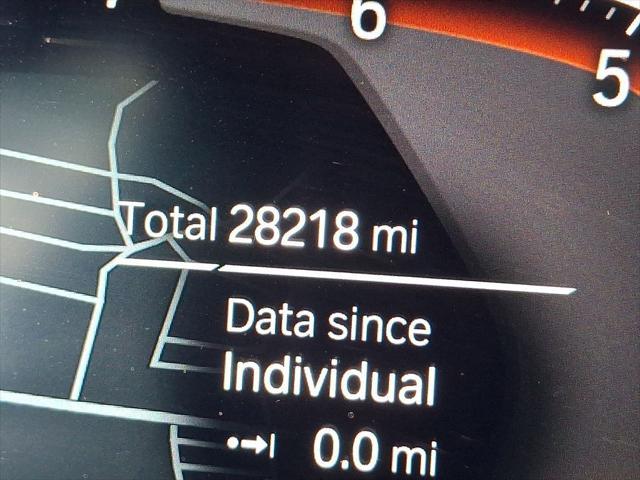 6
5
Total 28218 mi
Data since
Individual
0.0 mi